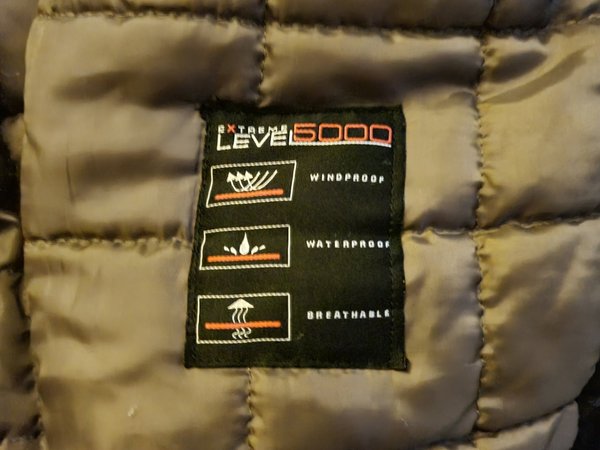 EXTREME
LEVEL5000
WINDPROOF
WATERPROOF
BREATHABLE